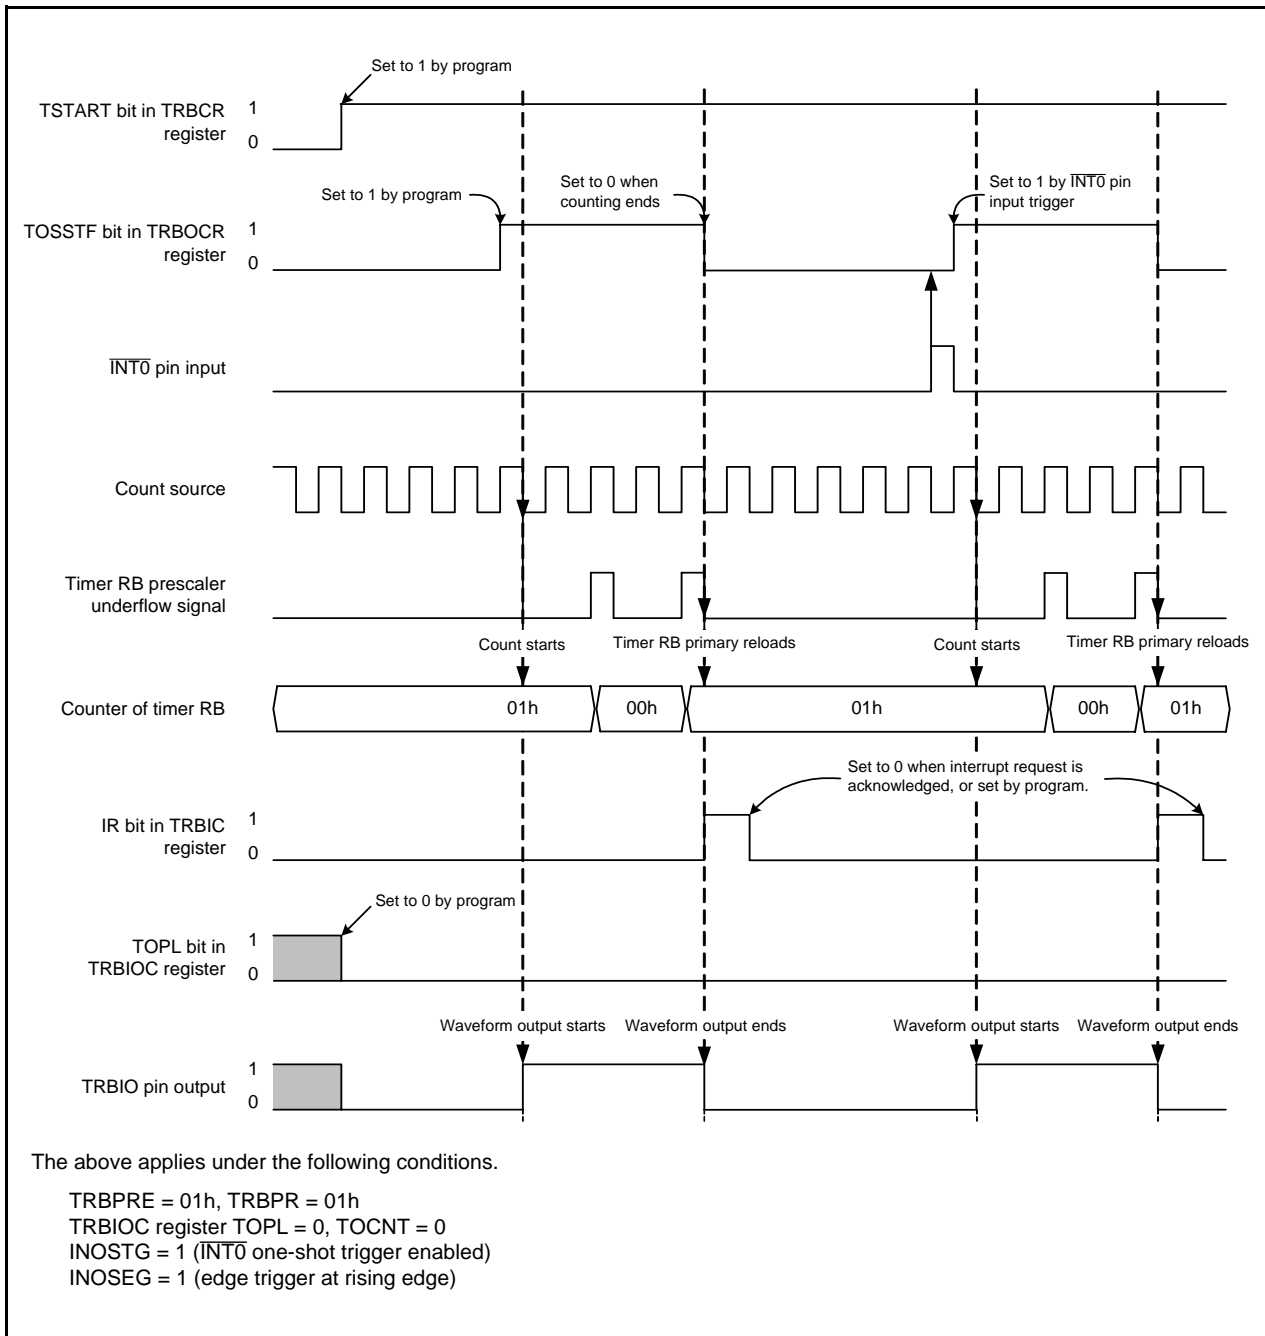 Set to 1 by program
TSTART bit in TRBCR
register
1
0
Set to 1 by program
Set to 0 when
counting ends
Set to 1 by INT0 pin
input trigger
TOSSTF bit in TRBOCR
register
1
0
INT0 pin input
Count source
Timer RB prescaler
underflow signal
Count starts
Timer RB primary reloads
Count starts
Timer RB primary reloads
Counter of timer RB
01h
00h
01h
00h
01h
Set to 0 when interrupt request is
acknowledged, or set by program.
IR bit in TRBIC
register
1
0
Set to 0 by program
TOPL bit in
TRBIOC register
1
0
Waveform output starts
Waveform output ends
Waveform output starts
Waveform output ends
TRBIO pin output
1
0
The above applies under the following conditions.
TRBPRE = 01h, TRBPR = 01h
TRBIOC register TOPL = 0, TOCNT = 0
INOSTG = 1 (INT0 one-shot trigger enabled)
INOSEG = 1 (edge trigger at rising edge)